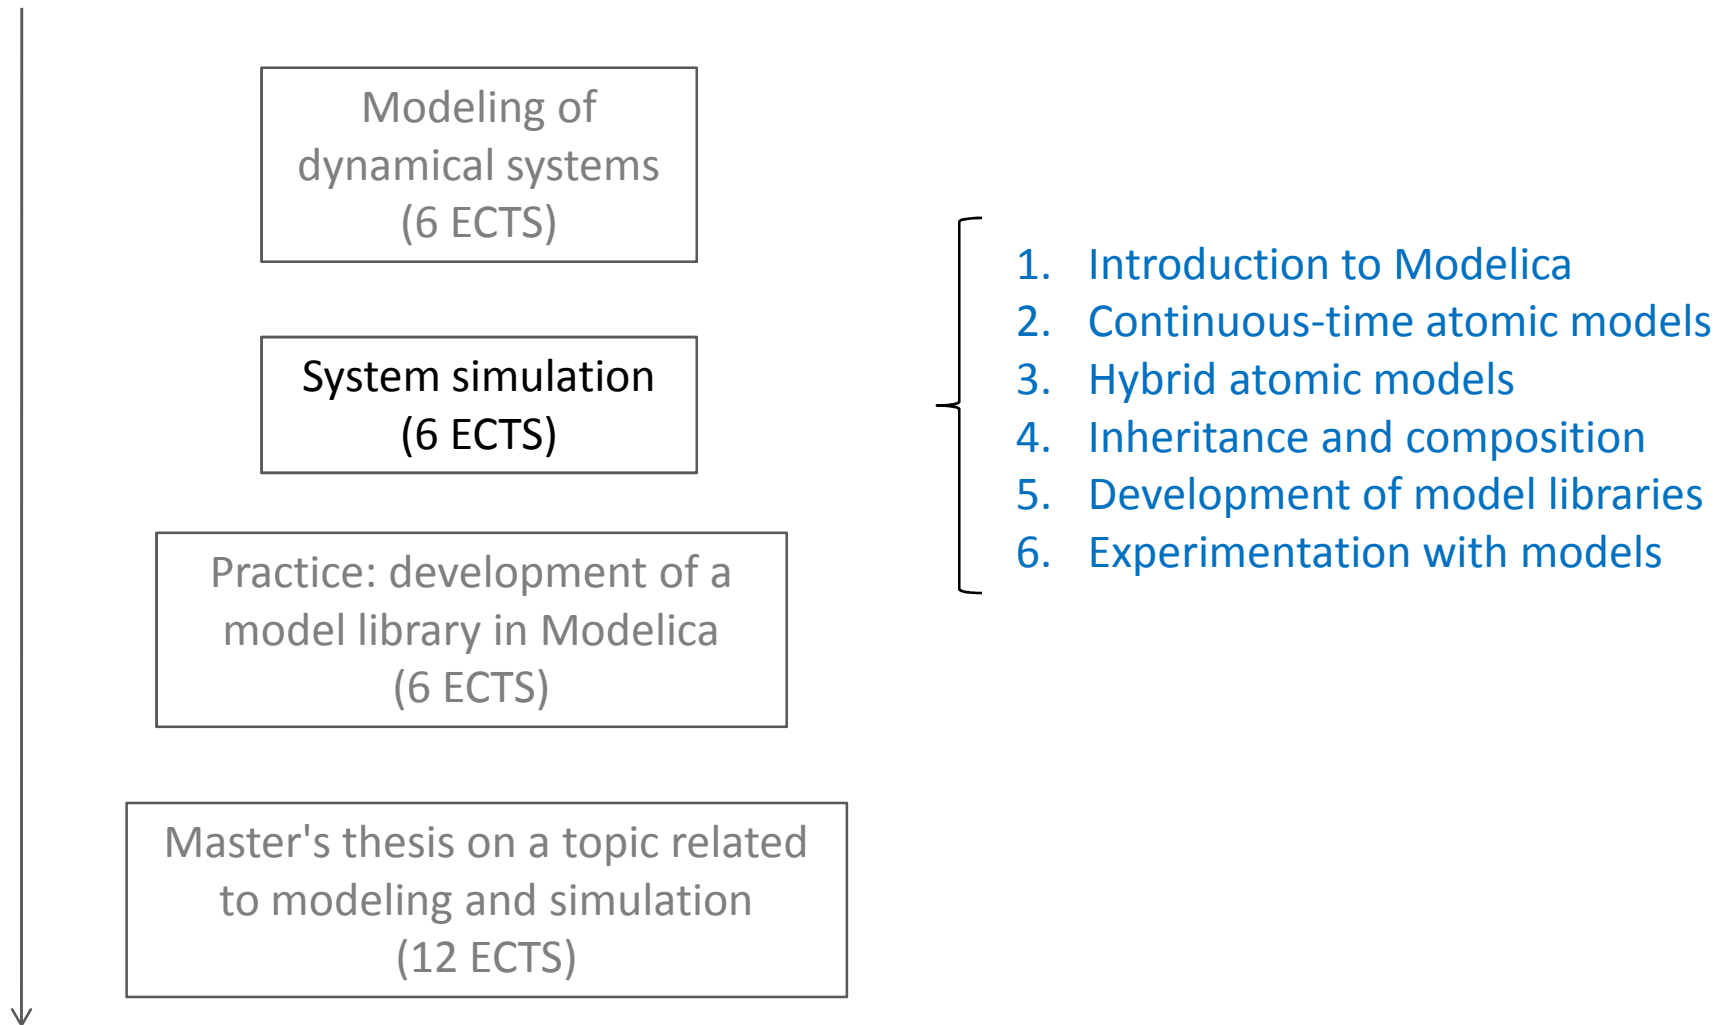 Modeling of
dynamical systems
(6 ECTS)
System simulation
(6 ECTS)
Practice: development of a
model library in Modelica
(6 ECTS)
Master's thesis on a topic related
to modeling and simulation
(12 ECTS)
1. Introduction to Modelica
2. Continuous-time atomic models
3. Hybrid atomic models
4. Inheritance and composition
5. Development of model libraries
6. Experimentation with models